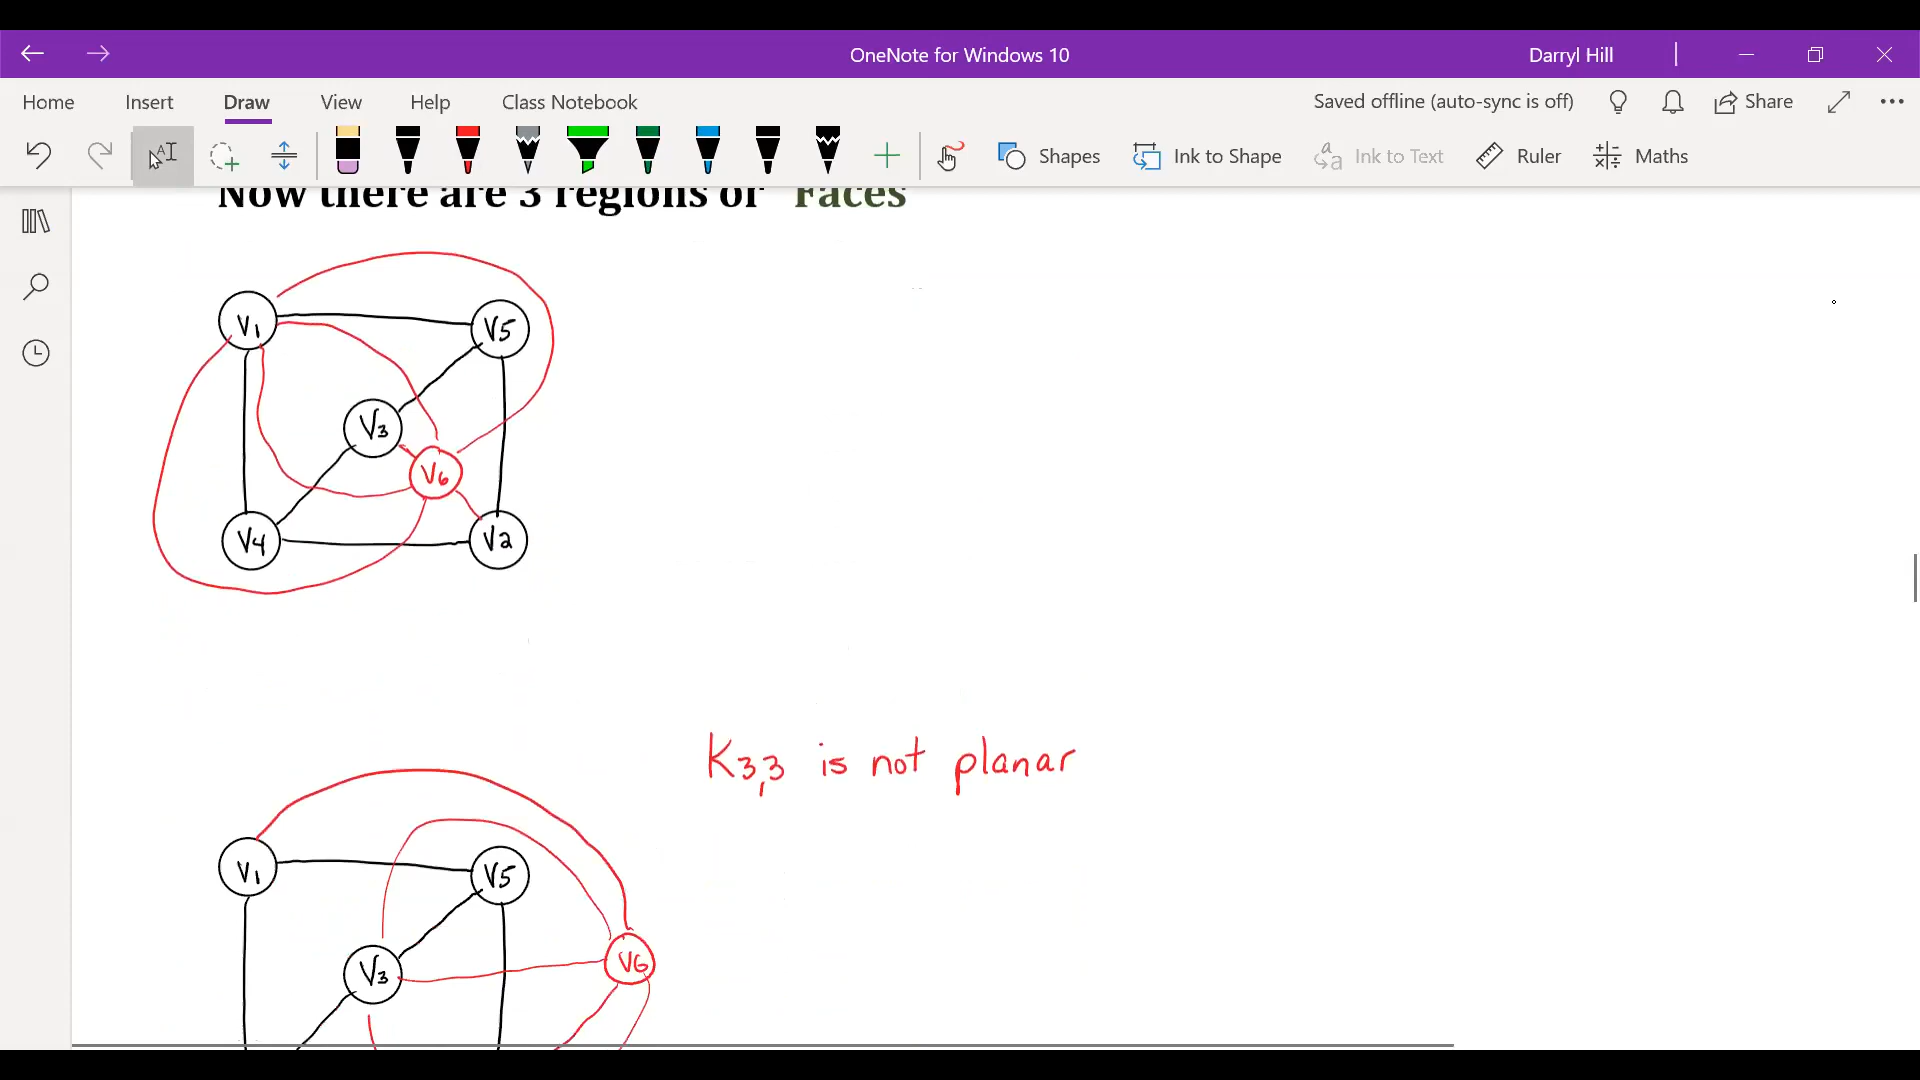 OneNote for Windows 10
Darryl Hill
Home Insert Draw View Help Class Notebook
Saved offline (auto-sync is off) Share
Shapes Ink to Shape Ink to Text Ruler Maths
Now there are 3 regions or "Faces"
V1 V5
V3
V6
V4 V2
K3,3 is not planar
V1 V5
V3 V6